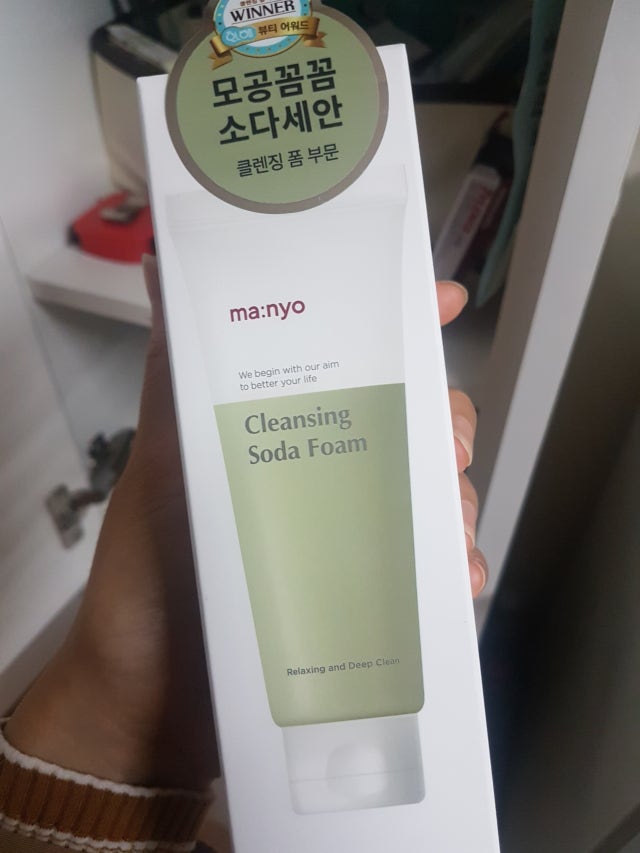 WINNER
뷰티 어워드
모공꼼꼼
소다세안
클렌징 폼 부문
ma:nyo
We begin with our aim
to better your life
Cleansing
Soda Foam
Relaxing and Deep Clean